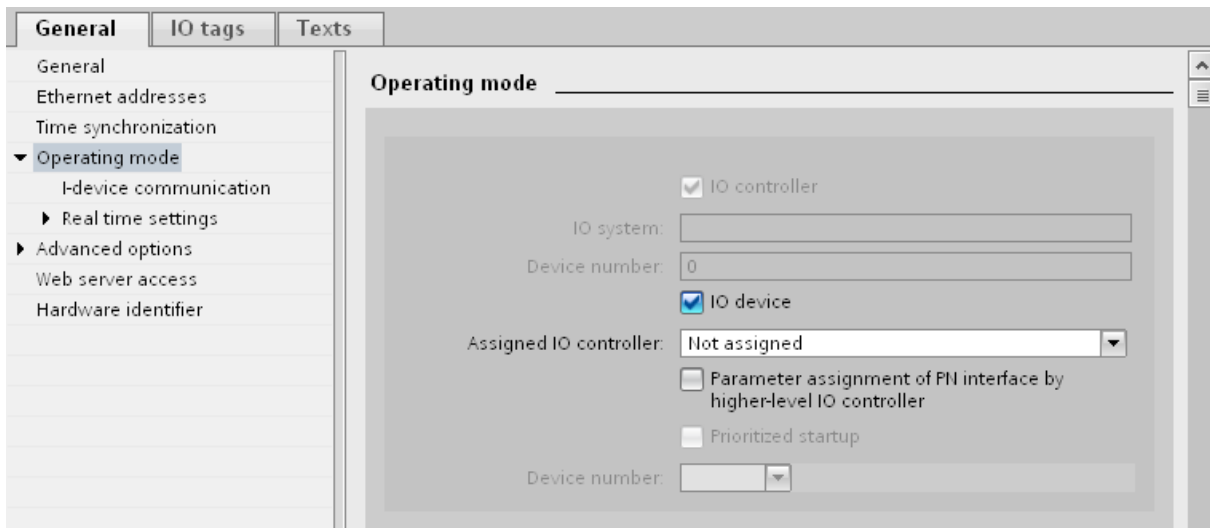 General IO tags Texts
General
Ethernet addresses
Time synchronization
Operating mode
I-device communication
Real time settings
Advanced options
Web server access
Hardware identifier
Operating mode
IO controller
IO system:
Device number: 0
IO device
Assigned IO controller: Not assigned
Parameter assignment of PN interface by
higher-level IO controller
Prioritized startup
Device number: